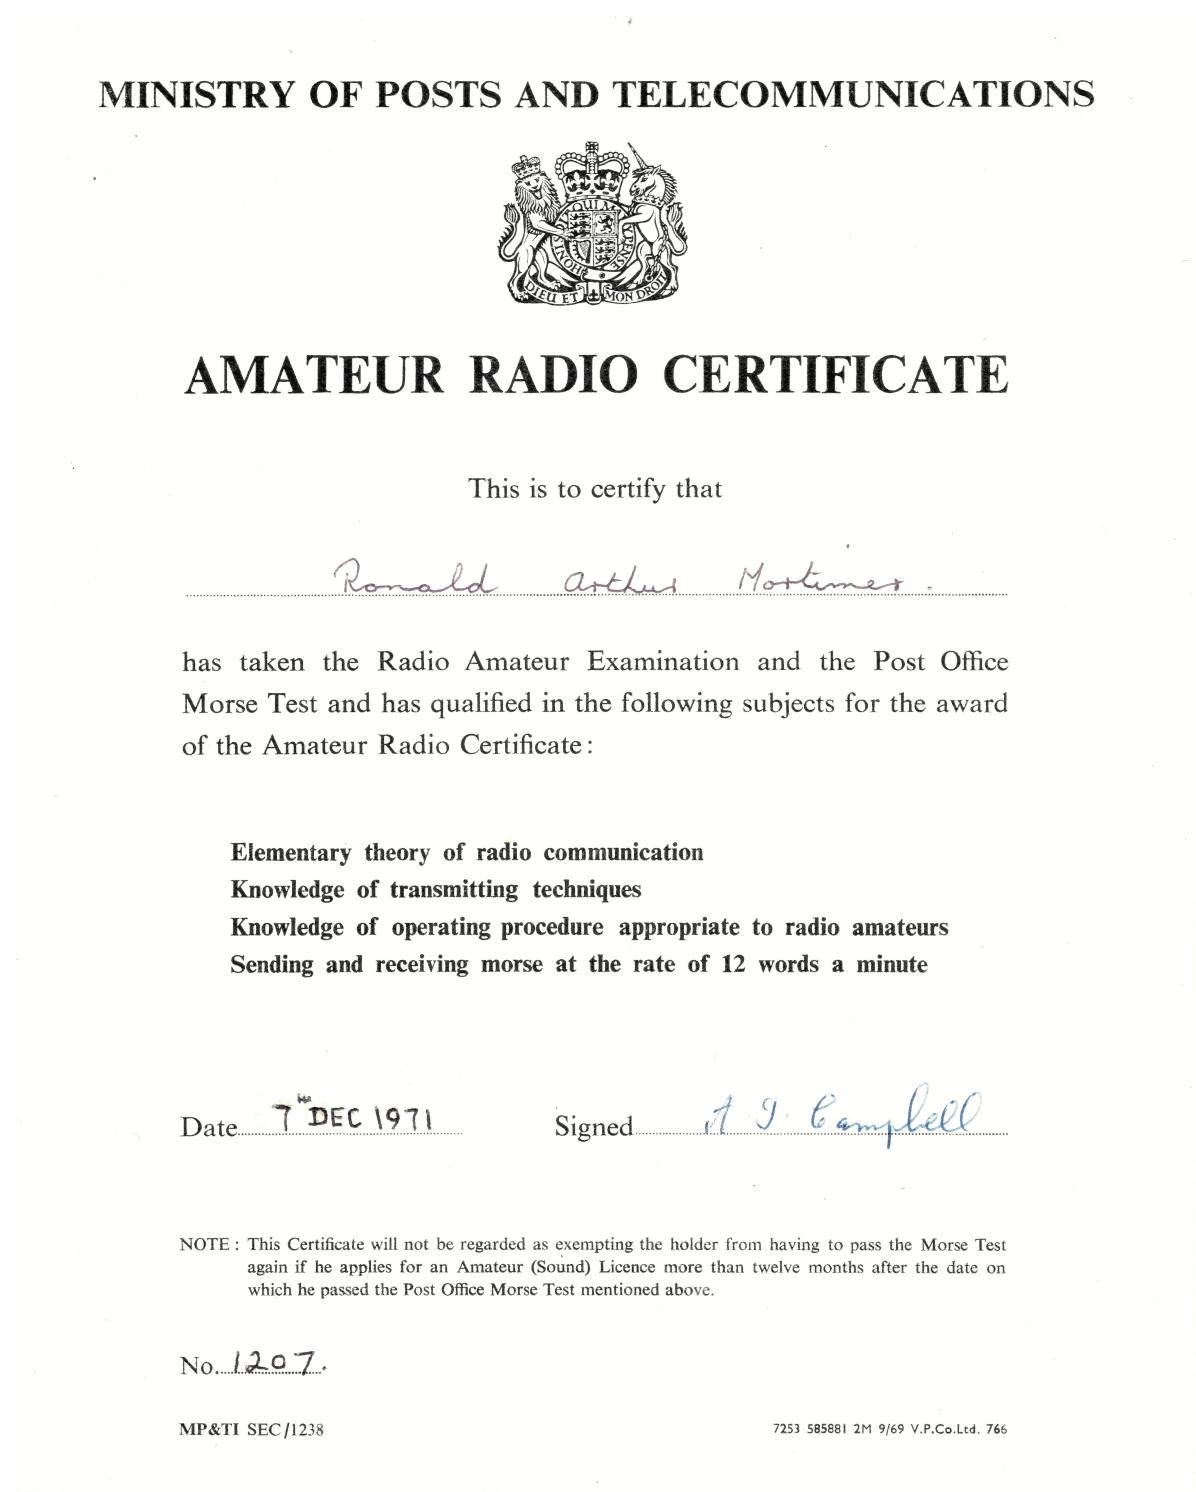 MINISTRY OF POSTS AND TELECOMMUNICATIONS
HONI SOIT QUI MAL Y PENSE
DIEU ET MON DROIT
AMATEUR RADIO CERTIFICATE
This is to certify that
Ronald Arthur Mortimer.
has taken the Radio Amateur Examination and the Post Office
Morse Test and has qualified in the following subjects for the award
of the Amateur Radio Certificate:
Elementary theory of radio communication
Knowledge of transmitting techniques
Knowledge of operating procedure appropriate to radio amateurs
Sending and receiving morse at the rate of 12 words a minute
Date 7TH DEC 1971 Signed A J. Campbell
NOTE: This Certificate will not be regarded as exempting the holder from having to pass the Morse Test
again if he applies for an Amateur (Sound) Licence more than twelve months after the date on
which he passed the Post Office Morse Test mentioned above.
No. 1207.
MP&TI SEC/1238 7253 585881 2M 9/69 V.P.Co.Ltd. 766